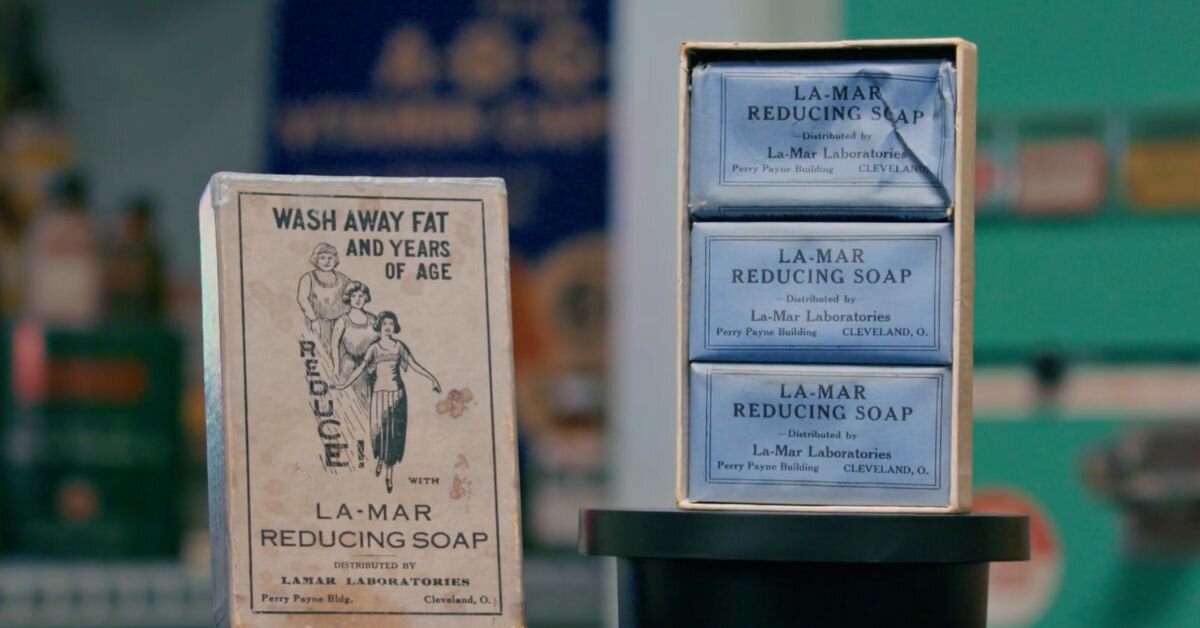 WASH AWAY FAT
AND YEARS
OF AGE
REDUCE!!
WITH
LA-MAR
REDUCING SOAP
DISTRIBUTED BY
LAMAR LABORATORIES
Perry Payne Bldg. Cleveland, O.
LA-MAR
REDUCING SOAP
—Distributed by
La-Mar Laboratories
Perry Payne Building CLEVELAND
LA-MAR
REDUCING SOAP
—Distributed by—
La-Mar Laboratories
Perry Payne Building CLEVELAND, O.
LA-MAR
REDUCING SOAP
—Distributed by
La-Mar Laboratories
Perry Payne Building CLEVELAND, O.